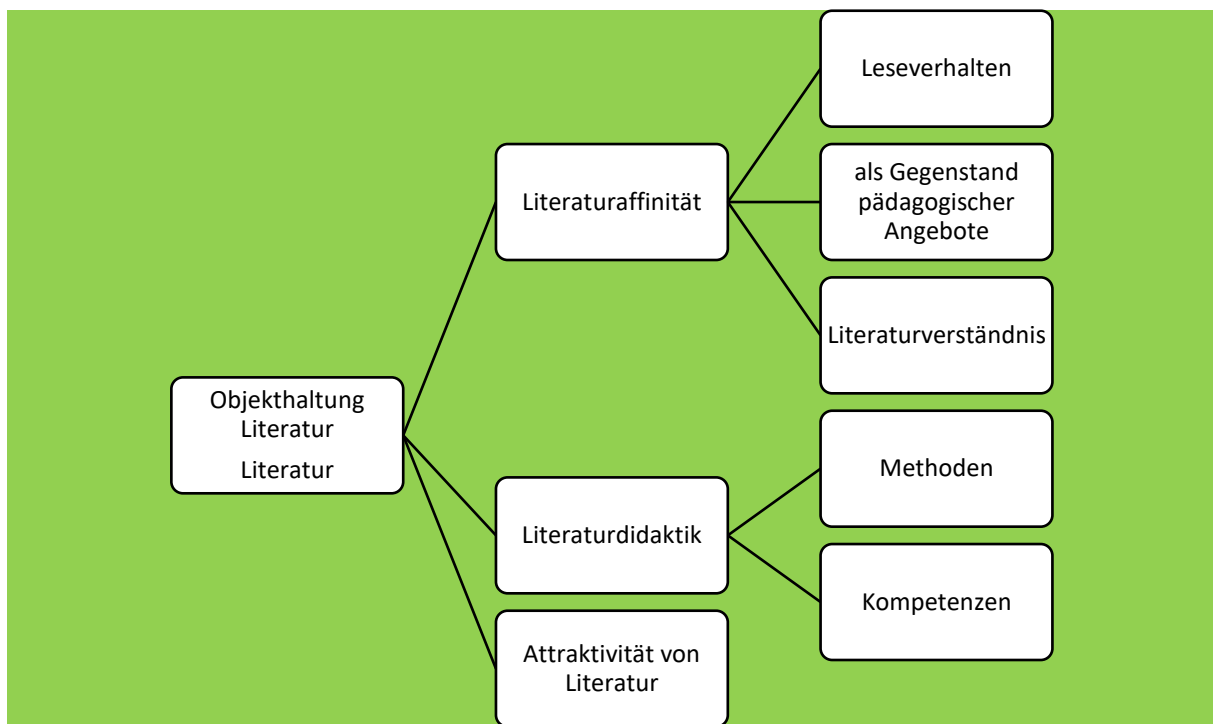 Leseverhalten
Literaturaffinität
als Gegenstand
pädagogischer
Angebote
Literaturverständnis
Objekthaltung
Literatur
Literatur
Methoden
Literaturdidaktik
Kompetenzen
Attraktivität von
Literatur